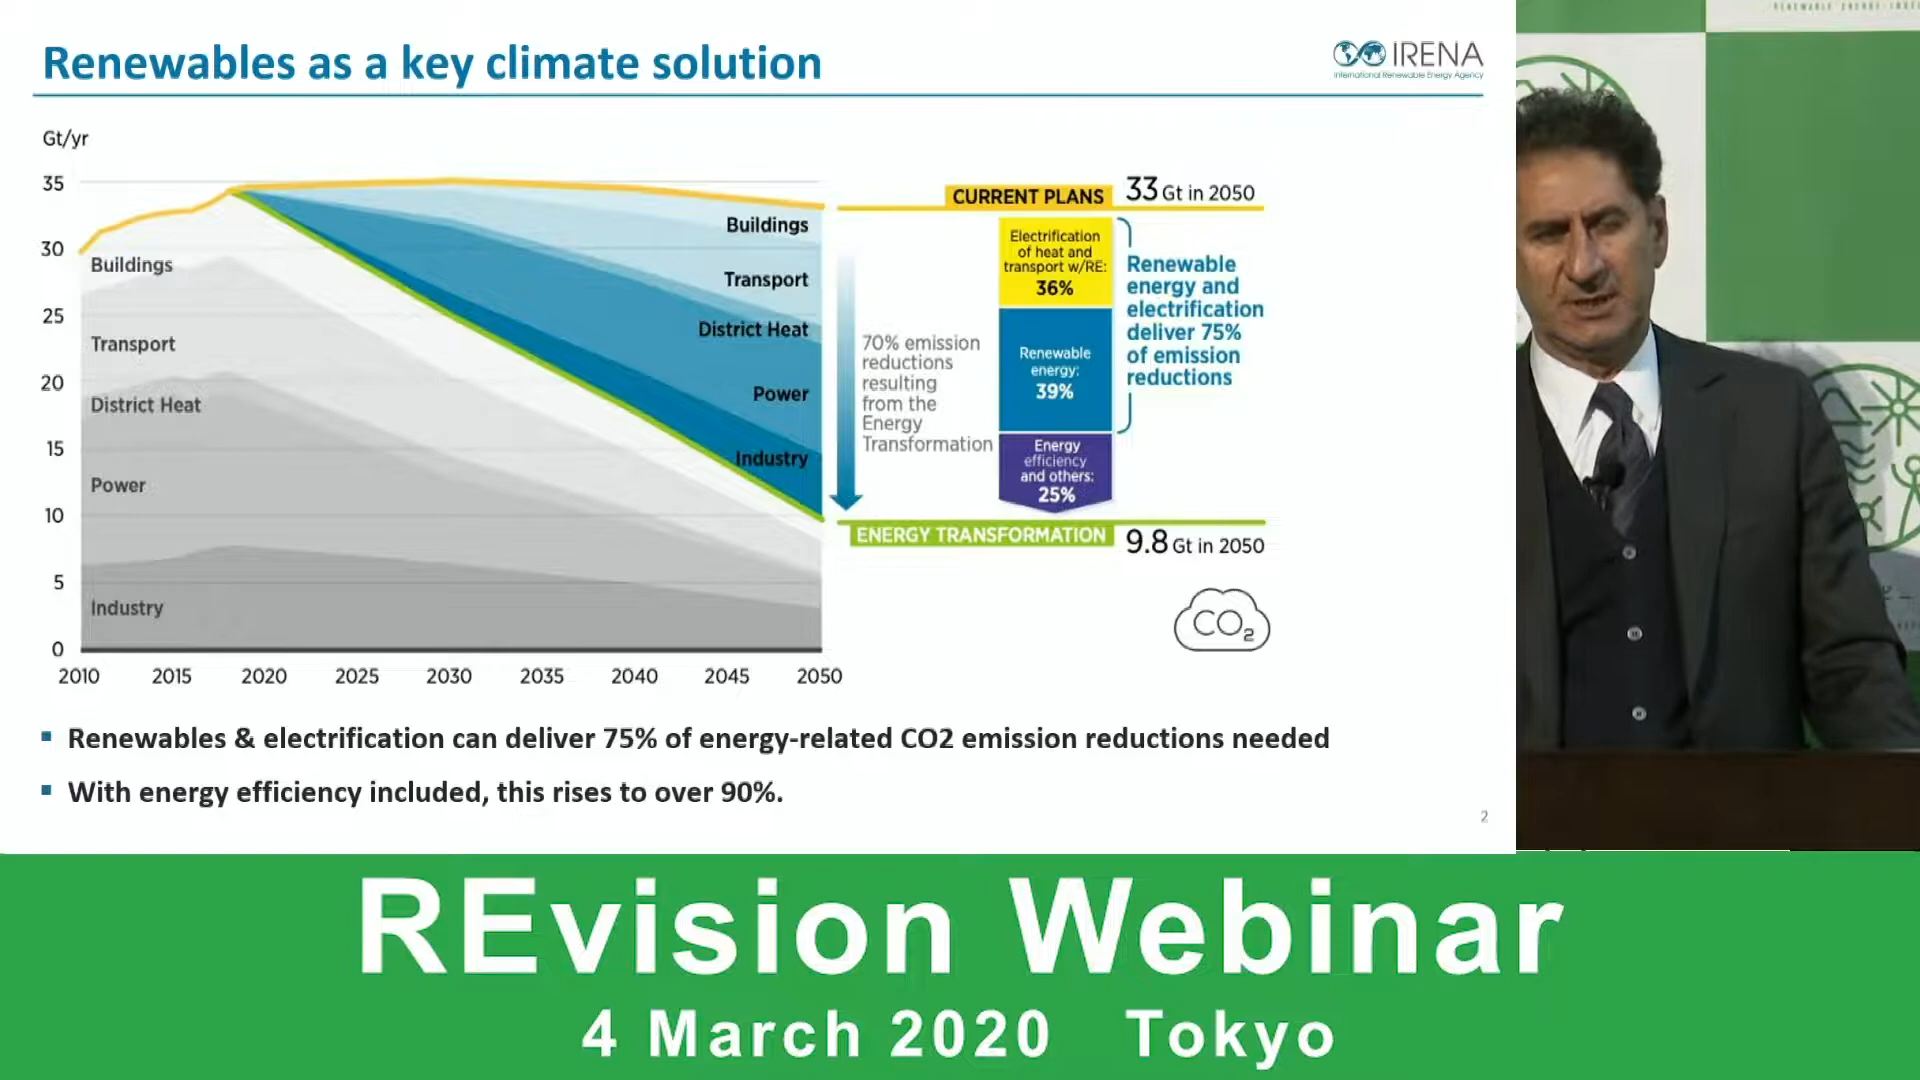 Renewables as a key climate solution
IRENA
International Renewable Energy Agency
Gt/yr
35
30
25
20
15
10
5
0
2010 2015 2020 2025 2030 2035 2040 2045 2050
Buildings
Transport
District Heat
Power
Industry
Buildings
Transport
District Heat
Power
Industry
CURRENT PLANS
33 Gt in 2050
70% emission
reductions
resulting
from the
Energy
Transformation
Electrification
of heat and
transport w/RE:
36%
Renewable
energy:
39%
Energy
efficiency
and others:
25%
Renewable
energy and
electrification
deliver 75%
of emission
reductions
ENERGY TRANSFORMATION
9.8 Gt in 2050
CO2
▪ Renewables & electrification can deliver 75% of energy-related CO2 emission reductions needed
▪ With energy efficiency included, this rises to over 90%.
2
REvision Webinar
4 March 2020 Tokyo